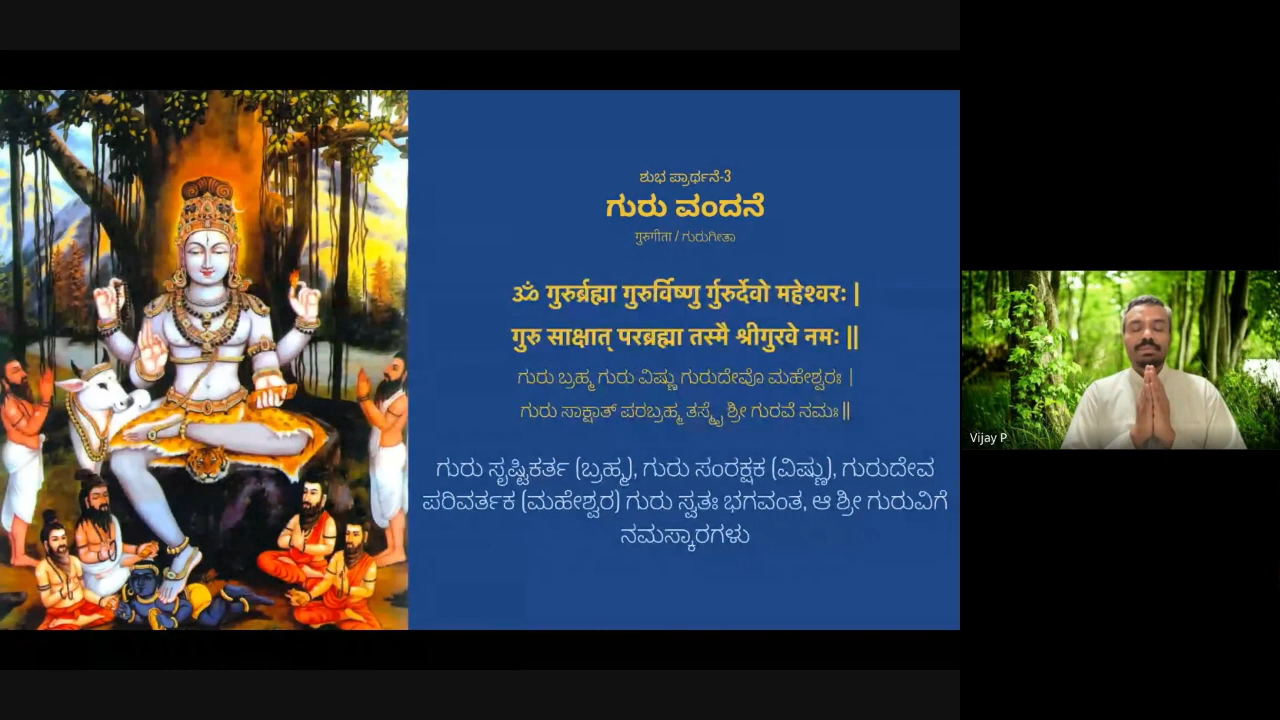 ಶುಭ ಪ್ರಾರ್ಥನೆ-3
ಗುರು ವಂದನೆ
गुरुगीता / ಗುರುಗೀತಾ
ॐ गुरुर्ब्रह्मा गुरुर्विष्णु र्गुरुर्देवो महेश्वरः |
गुरु साक्षात् परब्रह्मा तस्मै श्रीगुरवे नमः ||
ಗುರು ಬ್ರಹ್ಮ ಗುರು ವಿಷ್ಣು ಗುರುದೇವೊ ಮಹೇಶ್ವರಃ |
ಗುರು ಸಾಕ್ಷಾತ್ ಪರಬ್ರಹ್ಮ ತಸ್ಮೈ ಶ್ರೀ ಗುರವೆ ನಮಃ ||
ಗುರು ಸೃಷ್ಟಿಕರ್ತ (ಬ್ರಹ್ಮ), ಗುರು ಸಂರಕ್ಷಕ (ವಿಷ್ಣು), ಗುರುದೇವ
ಪರಿವರ್ತಕ (ಮಹೇಶ್ವರ) ಗುರು ಸ್ವತಃ ಭಗವಂತ, ಆ ಶ್ರೀ ಗುರುವಿಗೆ
ನಮಸ್ಕಾರಗಳು
Vijay P